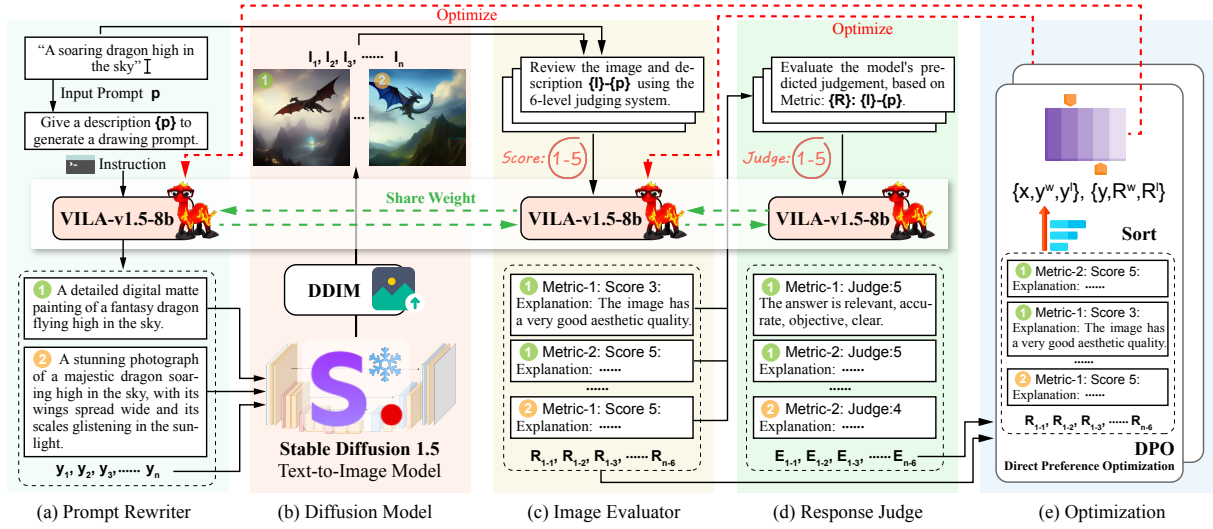 Optimize
Optimize
“A soaring dragon high in
the sky”
Input Prompt p
Give a description {p} to
generate a drawing prompt.
Instruction
VILA-v1.5-8b
1 A detailed digital matte
painting of a fantasy dragon
flying high in the sky.
2 A stunning photograph
of a majestic dragon soar-
ing high in the sky, with its
wings spread wide and its
scales glistening in the sun-
light.
y1, y2, y3, ······ yn
(a) Prompt Rewriter
I1, I2, I3, ······ In
1
2
...
Share Weight
DDIM
S
Stable Diffusion 1.5
Text-to-Image Model
(b) Diffusion Model
Review the image and de-
scription {I}-{p} using the
6-level judging system.
Score: 1-5
VILA-v1.5-8b
1 Metric-1: Score 3:
Explanation: The image has
a very good aesthetic quality.
1 Metric-2: Score 5:
Explanation: ······
······
2 Metric-1: Score 5:
Explanation: ······
R1-1, R1-2, R1-3, ······ Rn-6
(c) Image Evaluator
Evaluate the model's pre-
dicted judgement, based on
Metric: {R}: {I}-{p}.
Judge: 1-5
VILA-v1.5-8b
1 Metric-1: Judge:5
The answer is relevant, accu-
rate, objective, clear.
1 Metric-2: Judge:5
Explanation: ······
······
2 Metric-2: Judge:4
Explanation: ······
E1-1, E1-2, E1-3, ······ En-6
(d) Response Judge
{x,yw,yl}, {y,Rw,Rl}
Sort
1 Metric-2: Score 5:
Explanation: ······
1 Metric-1: Score 3:
Explanation: The image has
a very good aesthetic quality.
······
2 Metric-1: Score 5:
Explanation: ······
R1-1, R1-2, R1-3, ······ Rn-6
DPO
Direct Preference Optimization
(e) Optimization